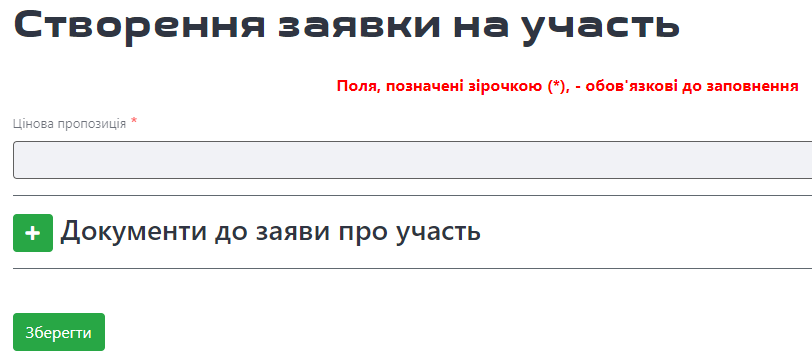 Створення заявки на участь
Поля, позначені зірочкою (*), - обов'язкові до заповнення
Цінова пропозиція *
+ Документи до заяви про участь
Зберегти